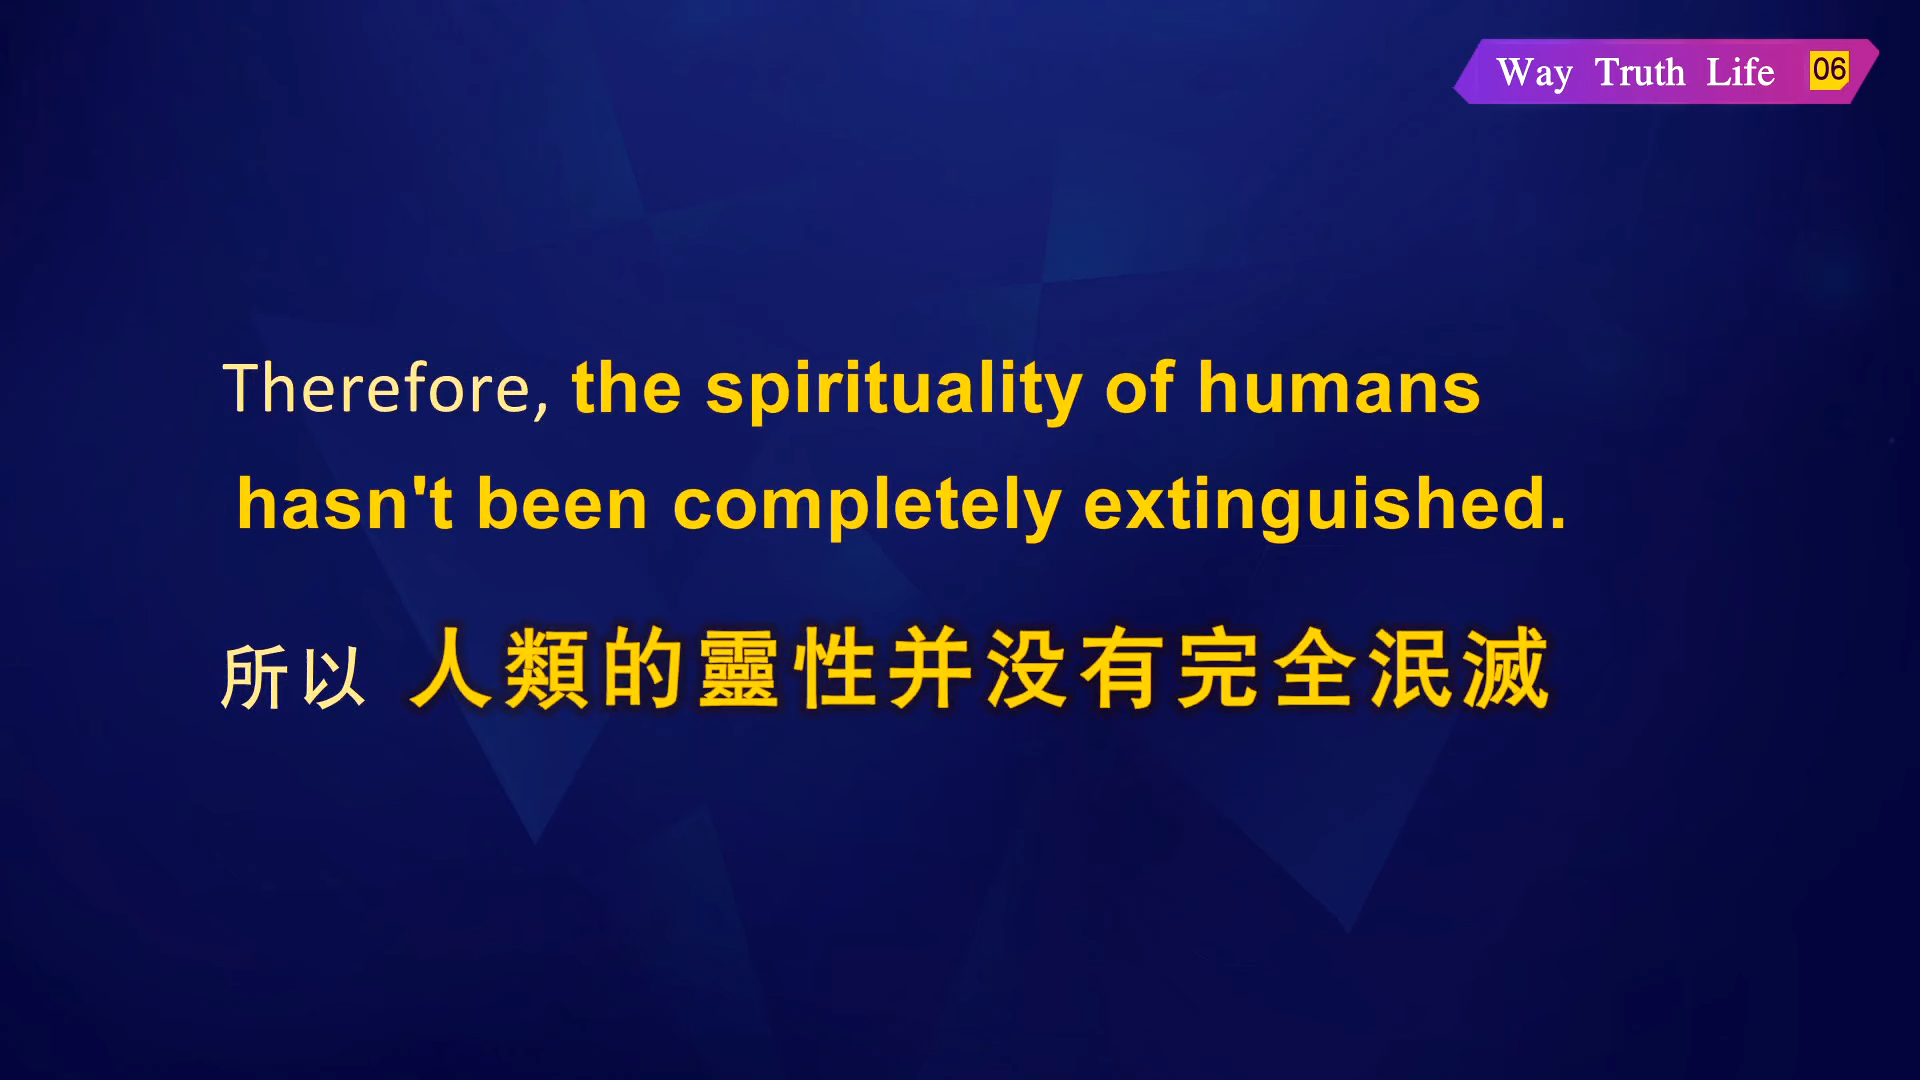 Way Truth Life 06
Therefore, the spirituality of humans
hasn't been completely extinguished.
所以 人類的靈性并没有完全泯滅